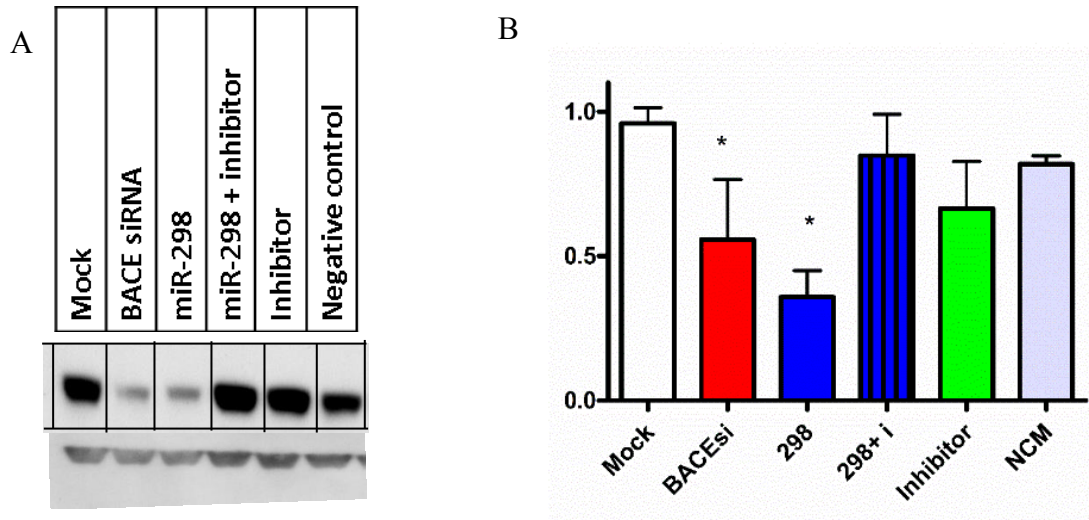 A
Mock
BACE siRNA
miR-298
miR-298 + inhibitor
Inhibitor
Negative control
B
1.0
0.5
0.0
*
*
Mock
BACEsi
298
298+ i
Inhibitor
NCM